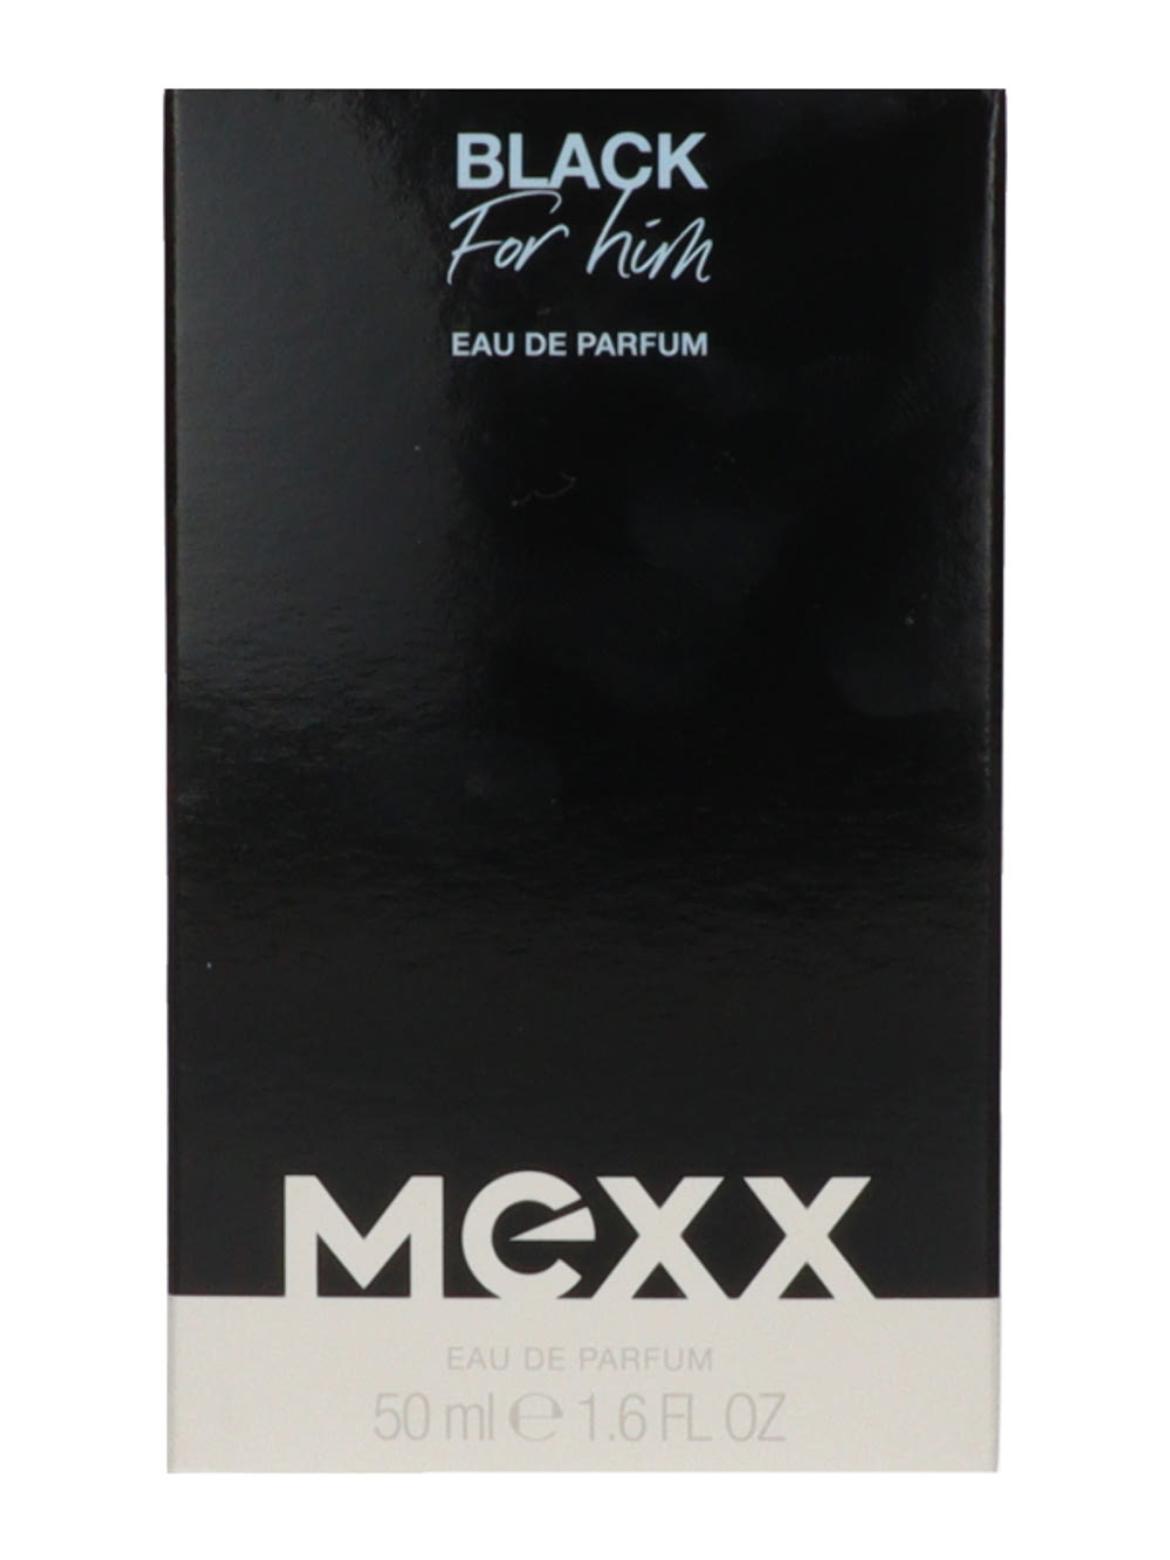 BLACK
For him
EAU DE PARFUM
MEXX
EAU DE PARFUM
50 ml ℮ 1.6 FL OZ